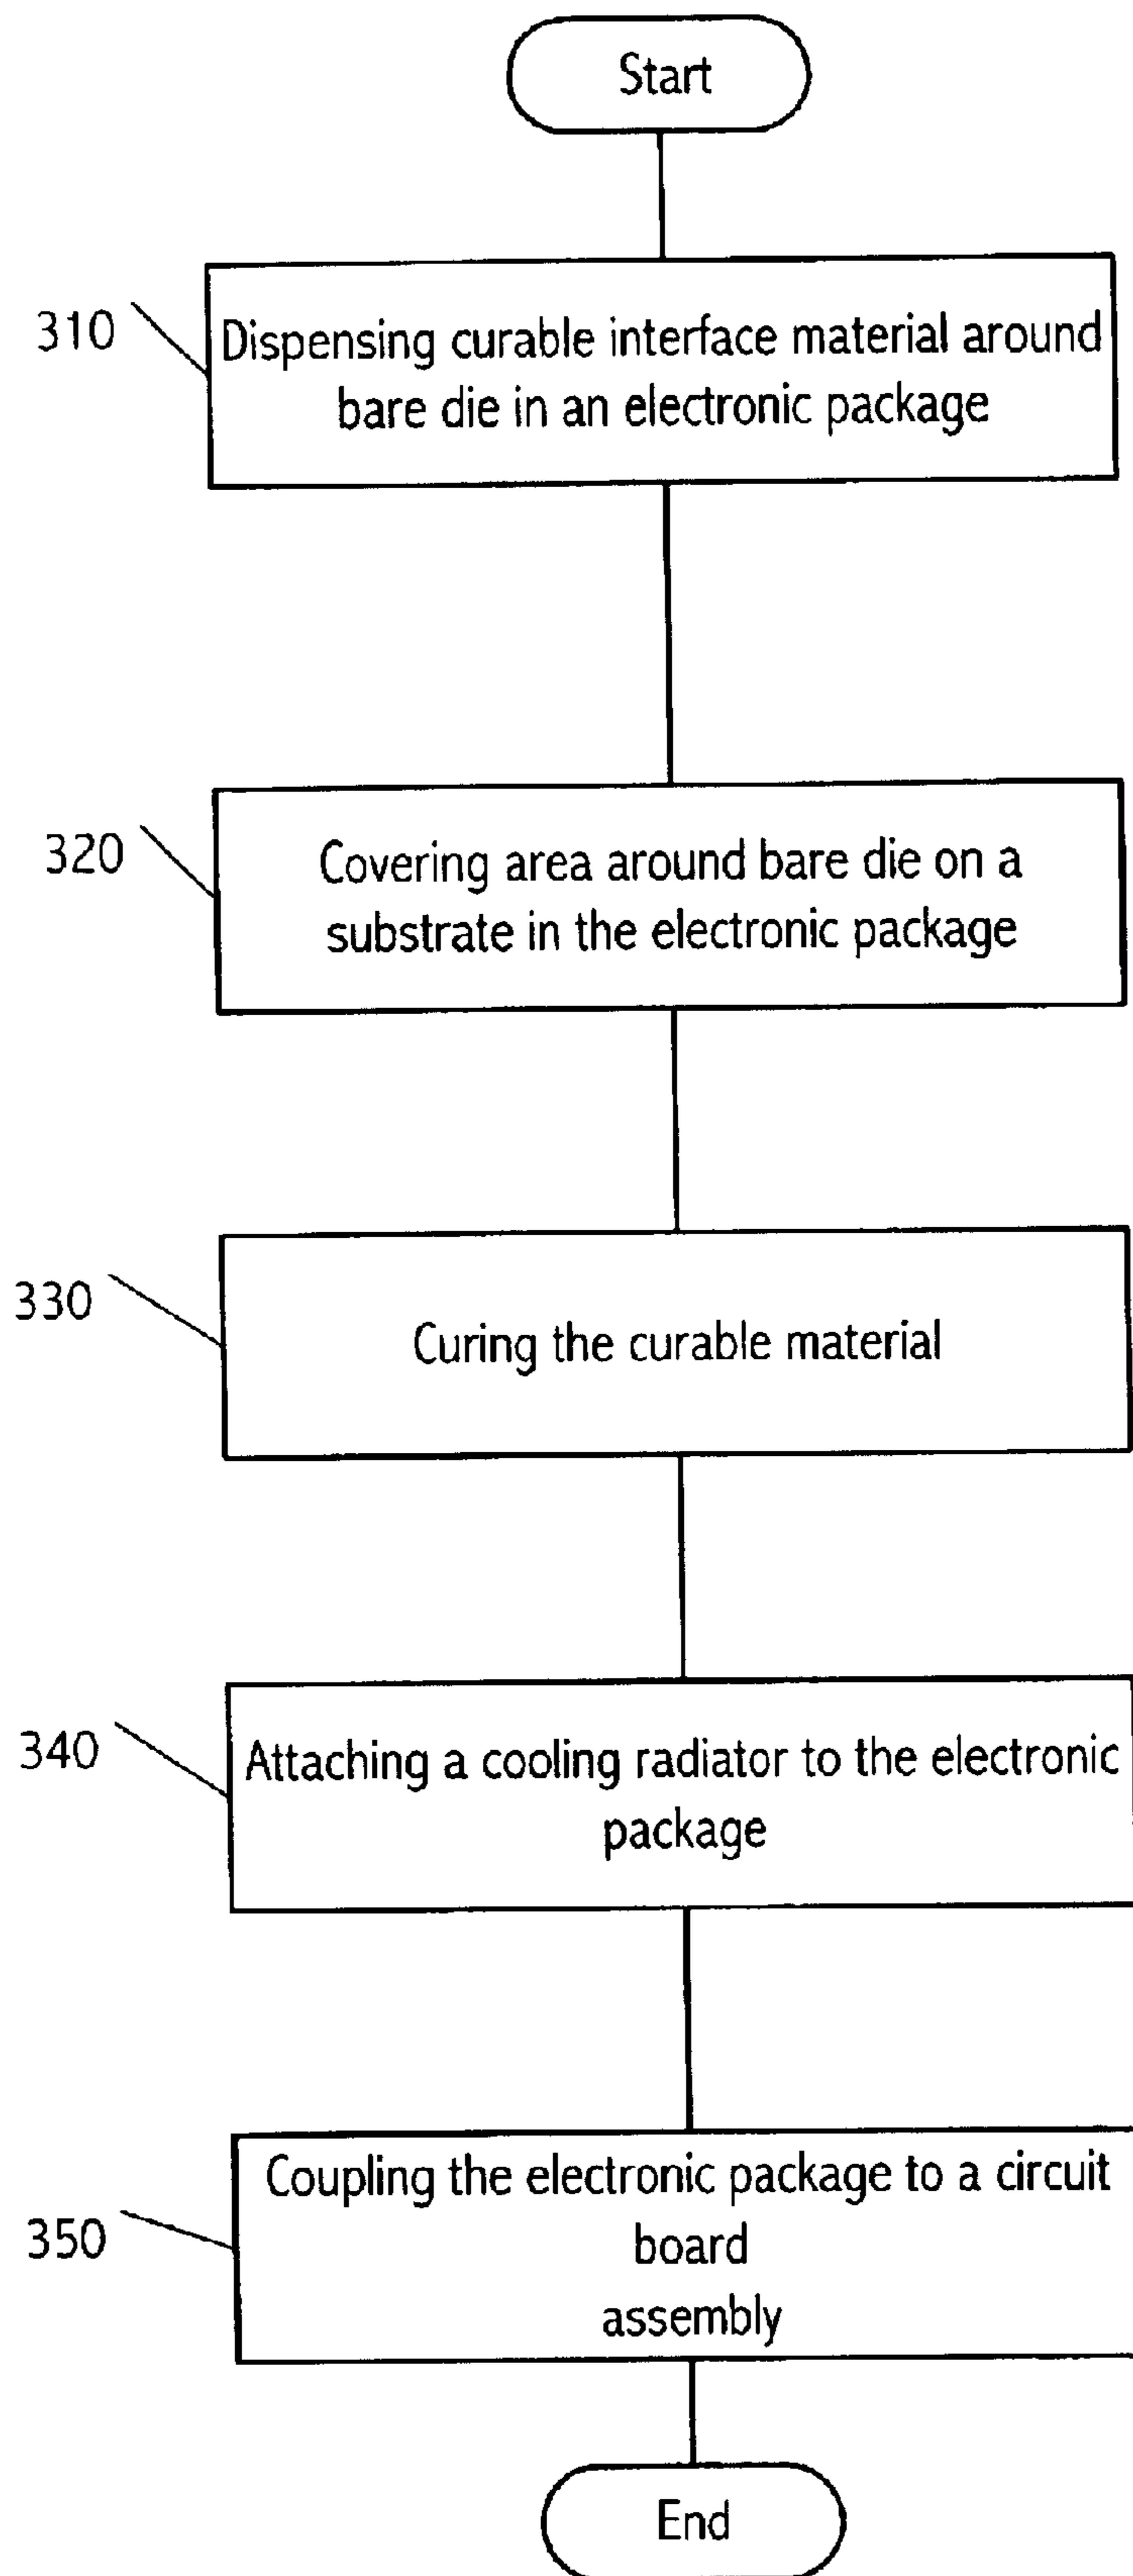 Start
310
Dispensing curable interface material around
bare die in an electronic package
320
Covering area around bare die on a
substrate in the electronic package
330
Curing the curable material
340
Attaching a cooling radiator to the electronic
package
350
Coupling the electronic package to a circuit
board
assembly
End